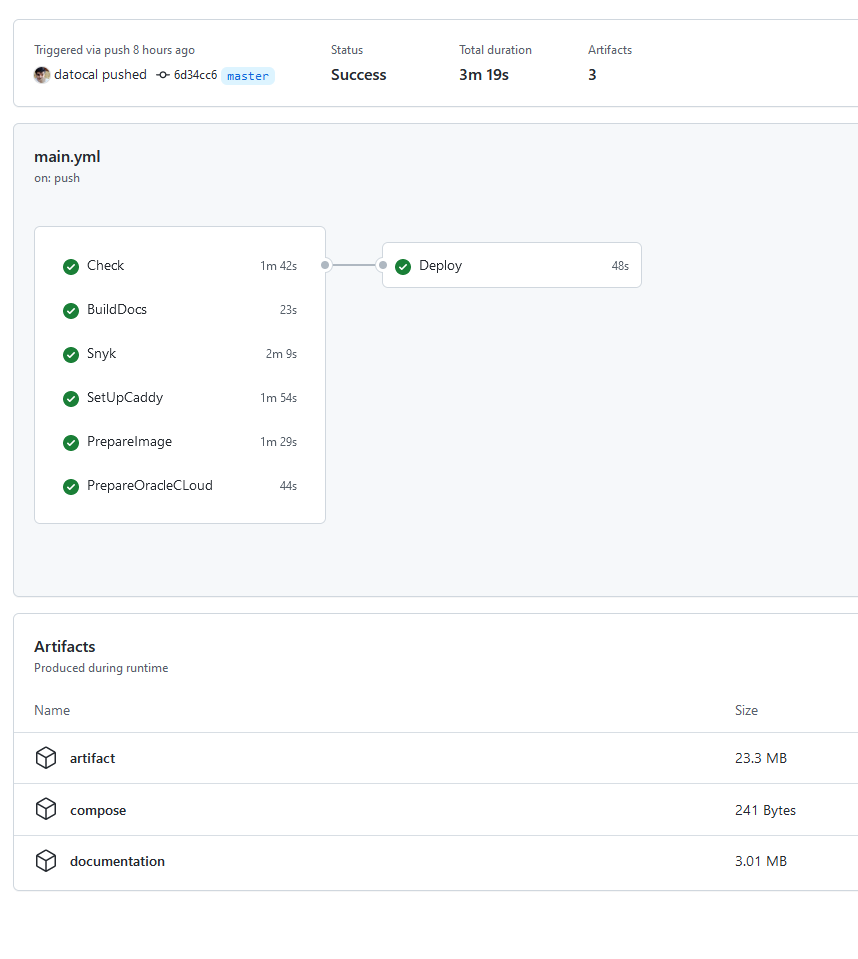 Triggered via push 8 hours ago
datocal pushed 6d34cc6 master
Status
Success
Total duration
3m 19s
Artifacts
3
main.yml
on: push
Check 1m 42s
BuildDocs 23s
Snyk 2m 9s
SetUpCaddy 1m 54s
PrepareImage 1m 29s
PrepareOracleCLoud 44s
Deploy 48s
Artifacts
Produced during runtime
Name Size
artifact 23.3 MB
compose 241 Bytes
documentation 3.01 MB